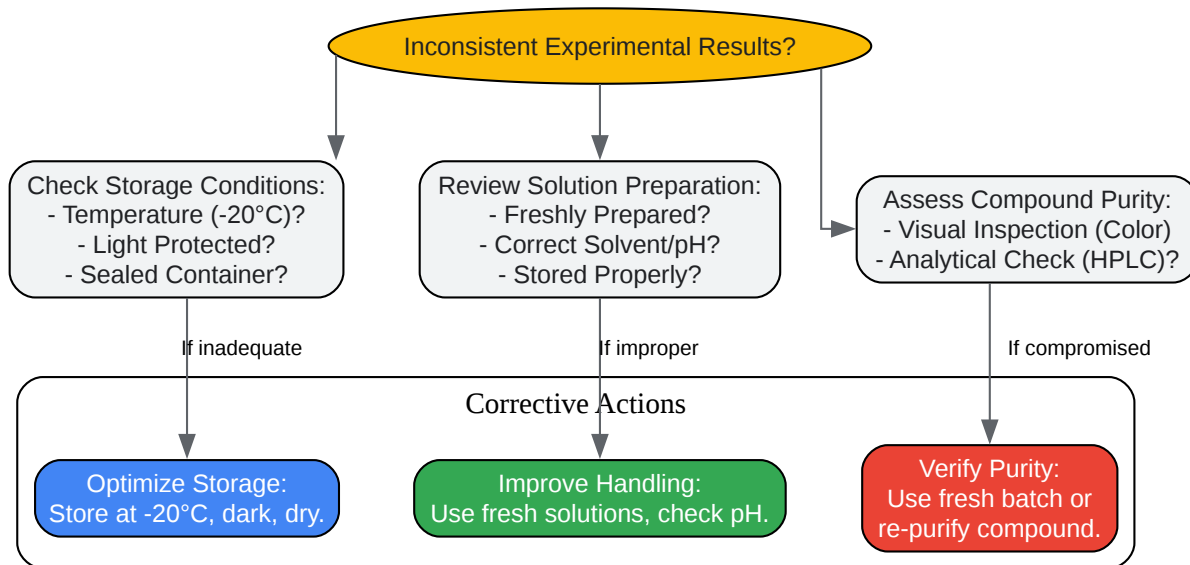 Inconsistent Experimental Results?
Check Storage Conditions:
- Temperature (-20°C)?
- Light Protected?
- Sealed Container?
Review Solution Preparation:
- Freshly Prepared?
- Correct Solvent/pH?
- Stored Properly?
Assess Compound Purity:
- Visual Inspection (Color)
- Analytical Check (HPLC)?
If inadequate
If improper
If compromised
Corrective Actions
Optimize Storage:
Store at -20°C, dark, dry.
Improve Handling:
Use fresh solutions, check pH.
Verify Purity:
Use fresh batch or
re-purify compound.